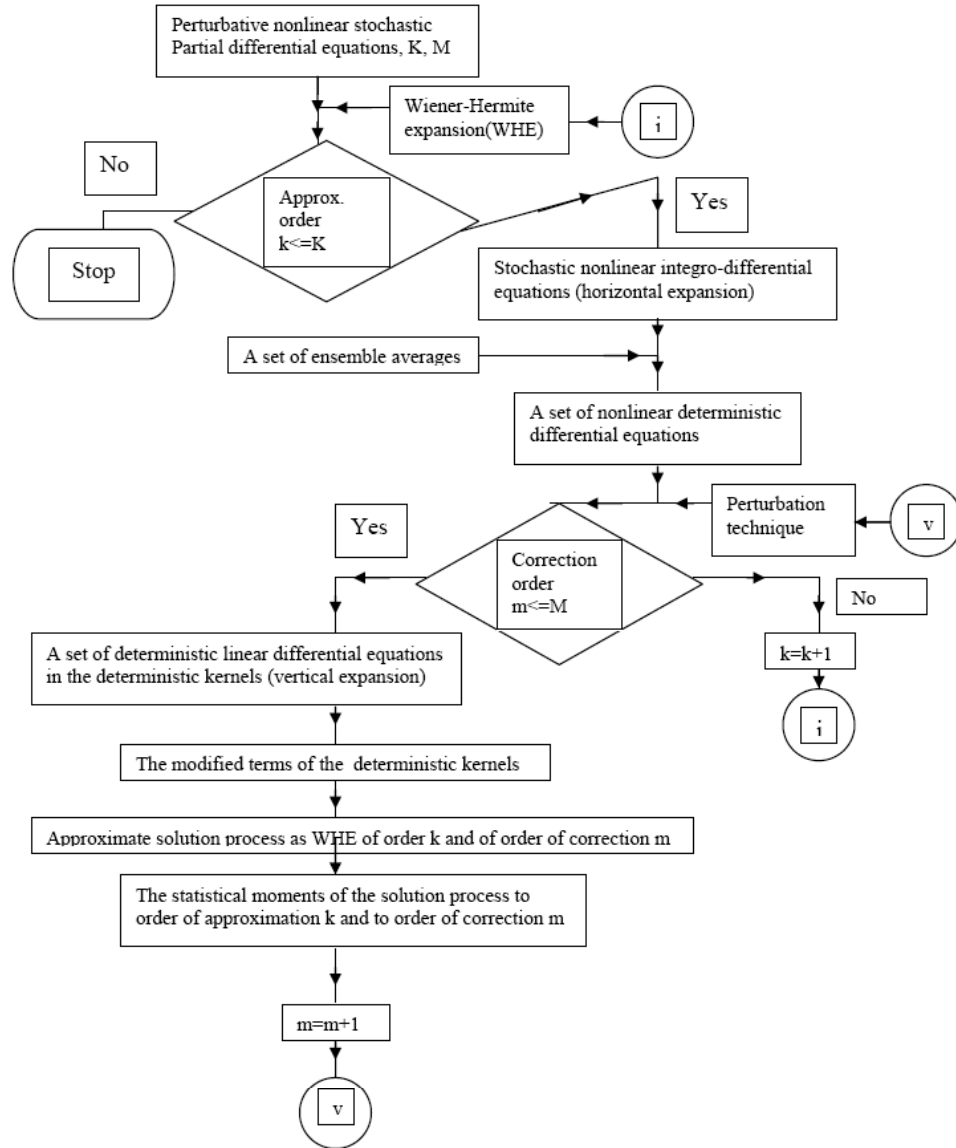 Perturbative nonlinear stochastic
Partial differential equations, K, M
Wiener-Hermite
expansion(WHE)
i
No
Approx.
order
k<=K
Yes
Stop
Stochastic nonlinear integro-differential
equations (horizontal expansion)
A set of ensemble averages
A set of nonlinear deterministic
differential equations
Yes
Perturbation
technique
v
Correction
order
m<=M
No
A set of deterministic linear differential equations
in the deterministic kernels (vertical expansion)
k=k+1
i
The modified terms of the deterministic kernels
Approximate solution process as WHE of order k and of order of correction m
The statistical moments of the solution process to
order of approximation k and to order of correction m
m=m+1
v